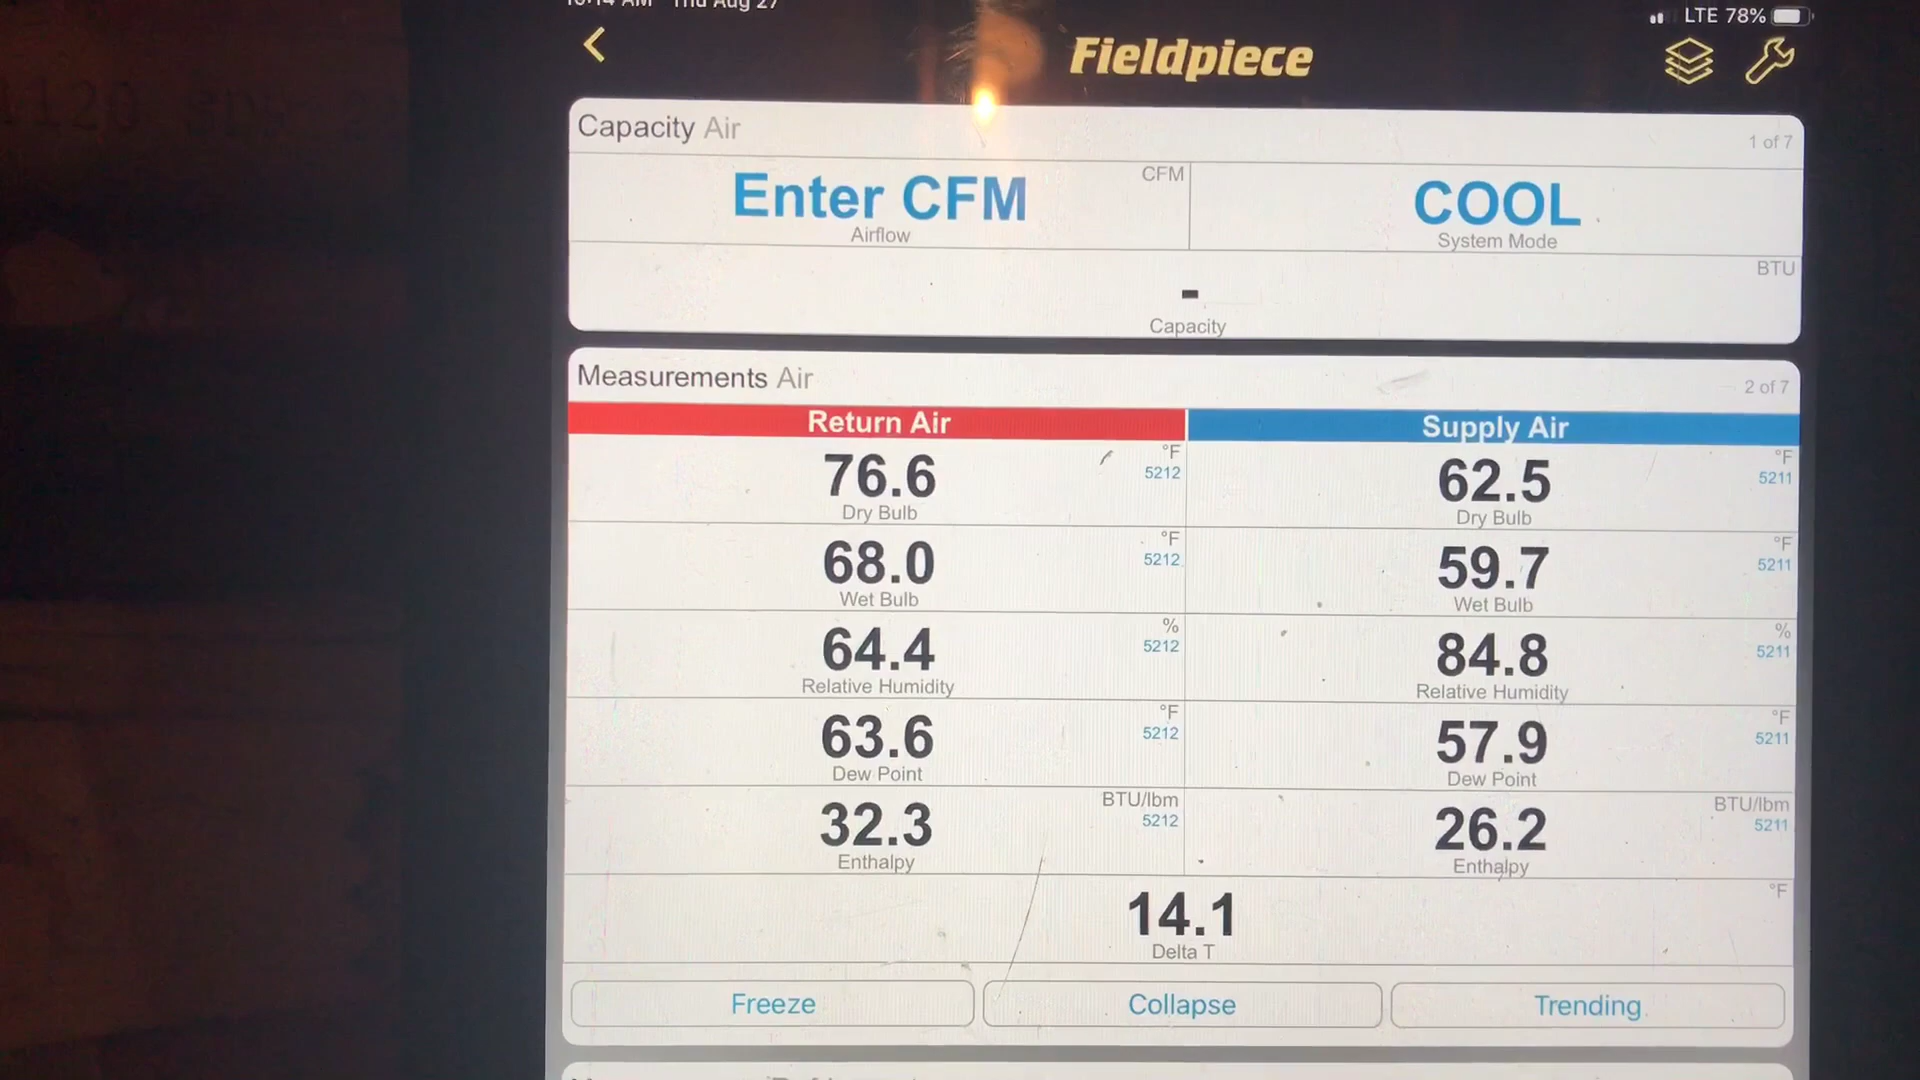 Thu Aug 27
LTE 78%
Fieldpiece
Capacity Air
1 of 7
Enter CFM
CFM
Airflow
COOL
System Mode
BTU
-
Capacity
Measurements Air
2 of 7
Return Air
Supply Air
76.6
°F
5212
Dry Bulb
62.5
°F
5211
Dry Bulb
68.0
°F
5212
Wet Bulb
59.7
°F
5211
Wet Bulb
64.4
%
5212
Relative Humidity
84.8
%
5211
Relative Humidity
63.6
°F
5212
Dew Point
57.9
°F
5211
Dew Point
32.3
BTU/lbm
5212
Enthalpy
26.2
BTU/lbm
5211
Enthalpy
14.1
°F
Delta T
Freeze
Collapse
Trending